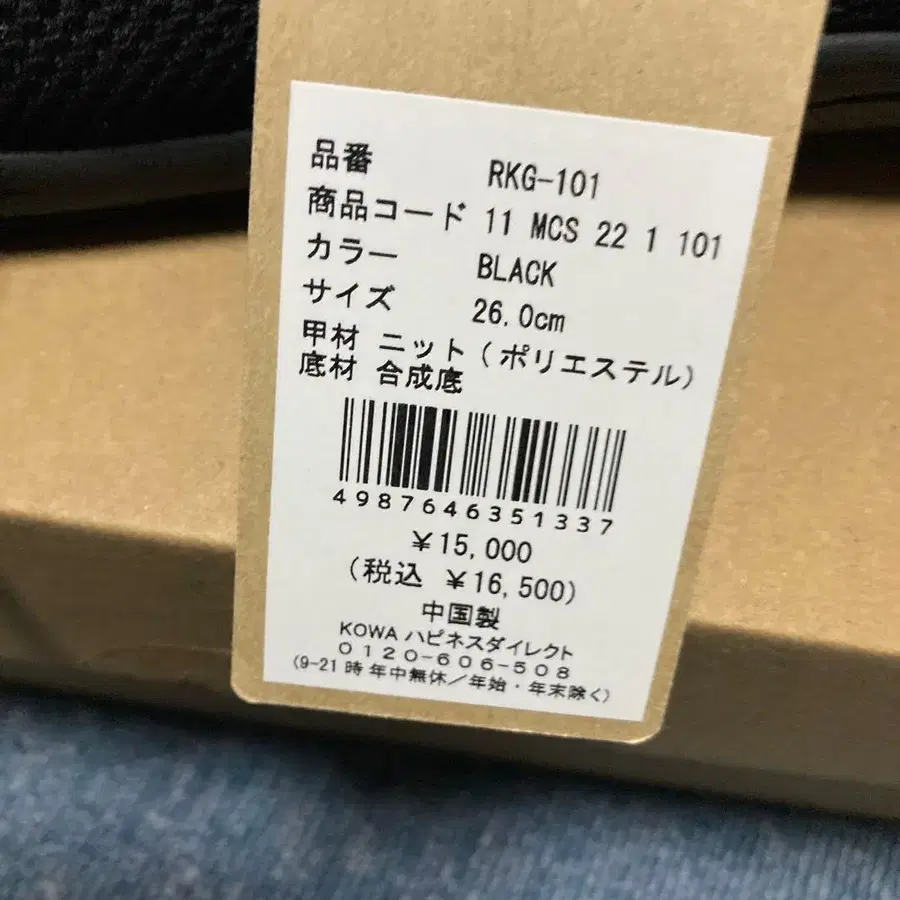 品番 RKG-101
商品コード 11 MCS 22 1 101
カラー BLACK
サイズ 26.0cm
甲材 ニット(ポリエステル)
底材 合成底
4987646351337
¥15,000
(税込 ¥16,500)
中国製
KOWA ハピネスダイレクト
0120-606-508
(9-21時 年中無休/年始・年末除く)